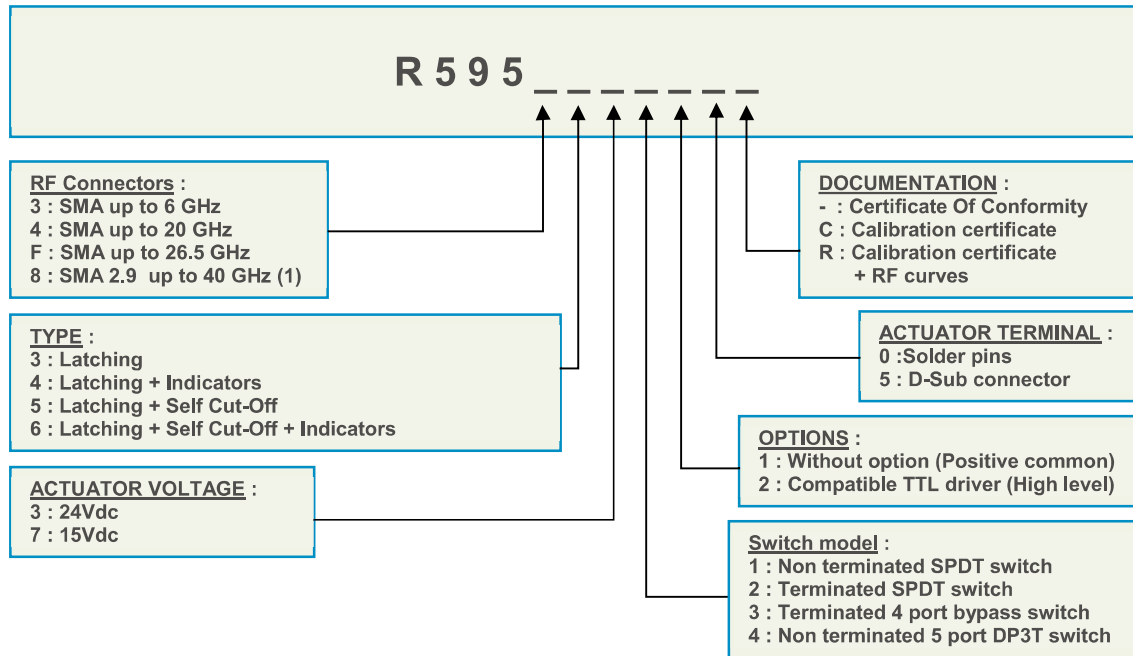 R 5 9 5 _ _ _ _ _ _ _
RF Connectors :
3 : SMA up to 6 GHz
4 : SMA up to 20 GHz
F : SMA up to 26.5 GHz
8 : SMA 2.9 up to 40 GHz (1)
TYPE :
3 : Latching
4 : Latching + Indicators
5 : Latching + Self Cut-Off
6 : Latching + Self Cut-Off + Indicators
ACTUATOR VOLTAGE :
3 : 24Vdc
7 : 15Vdc
DOCUMENTATION :
- : Certificate Of Conformity
C : Calibration certificate
R : Calibration certificate
+ RF curves
ACTUATOR TERMINAL :
0 :Solder pins
5 : D-Sub connector
OPTIONS :
1 : Without option (Positive common)
2 : Compatible TTL driver (High level)
Switch model :
1 : Non terminated SPDT switch
2 : Terminated SPDT switch
3 : Terminated 4 port bypass switch
4 : Non terminated 5 port DP3T switch